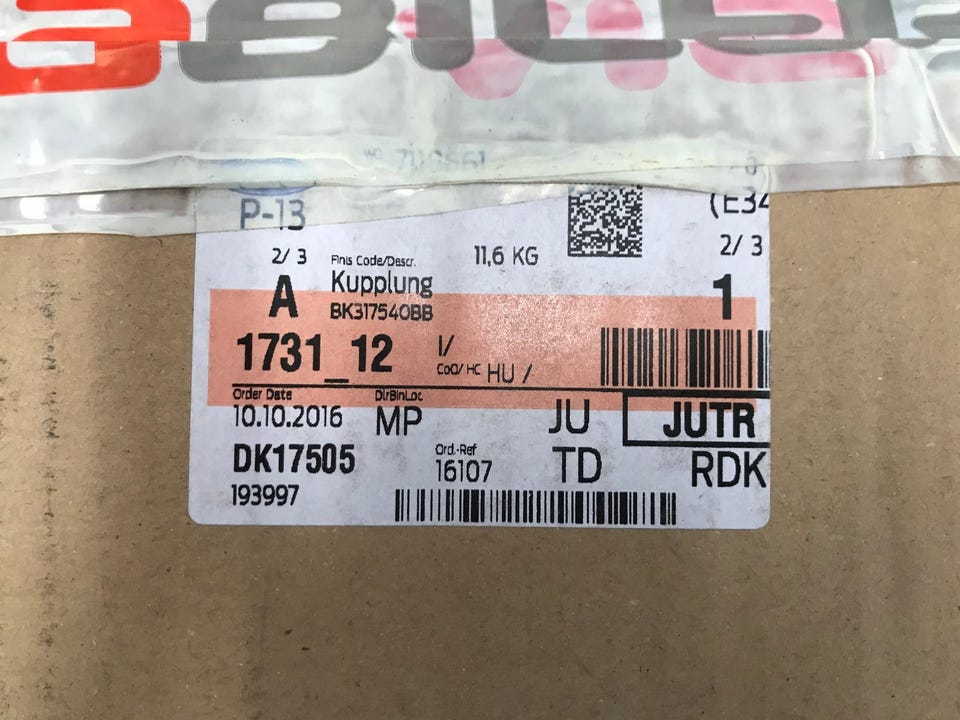 P-13
(E34
2/ 3
Finis Code/Descr.
11,6 KG
2/ 3
A
Kupplung
1
BK317540BB
1731_12
I/
CoO/ HC HU /
Order Date
DlrBinLoc
10.10.2016
MP
JU
JUTR
DK17505
Ord.-Ref
16107
TD
RDK
193997